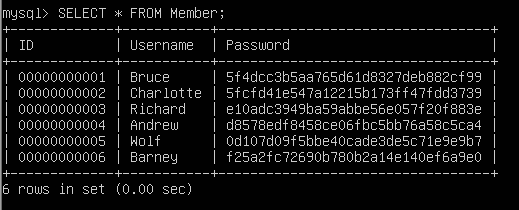 mysql> SELECT * FROM Member;
+-------------+-----------+----------------------------------+
| ID          | Username  | Password                         |
+-------------+-----------+----------------------------------+
| 00000000001 | Bruce     | 5f4dcc3b5aa765d61d8327deb882cf99 |
| 00000000002 | Charlotte | 5fcfd41e547a12215b173ff47fdd3739 |
| 00000000003 | Richard   | e10adc3949ba59abbe56e057f20f883e |
| 00000000004 | Andrew    | d8578edf8458ce06fbc5bb76a58c5ca4 |
| 00000000005 | Wolf      | 0d107d09f5bbe40cade3de5c71e9e9b7 |
| 00000000006 | Barney    | f25a2fc72690b780b2a14e140ef6a9e0 |
+-------------+-----------+----------------------------------+
6 rows in set (0.00 sec)